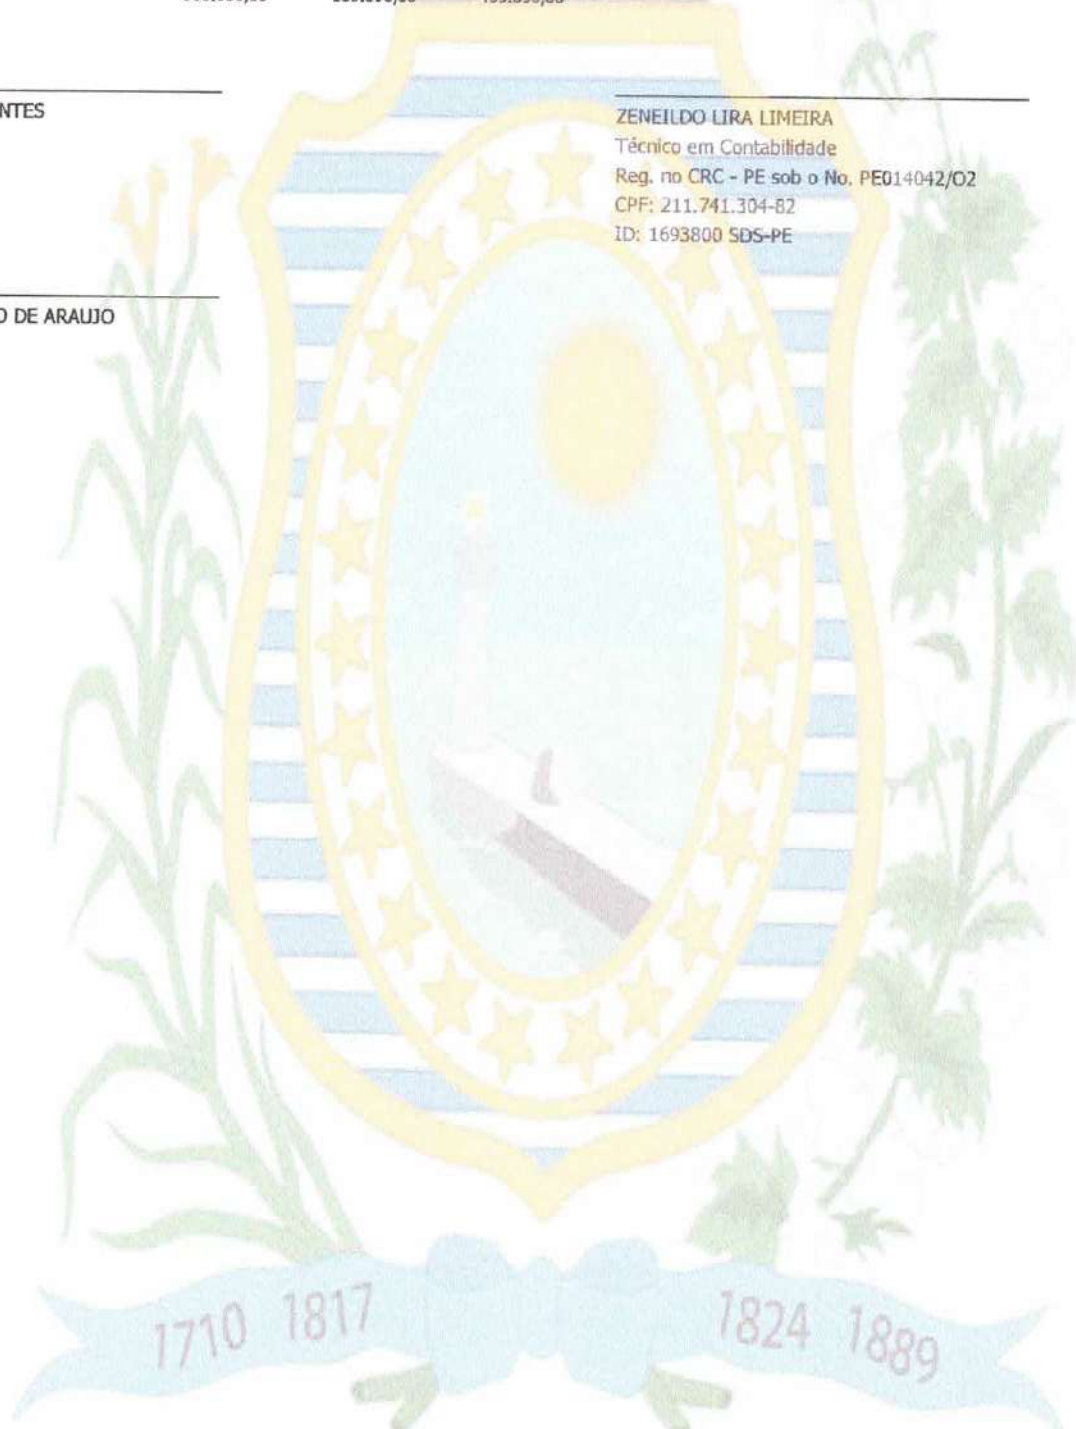 NTES
ZENEILDO LIRA LIMEIRA
Técnico em Contabilidade
Reg. no CRC - PE sob o No. PE014042/O2
CPF: 211.741.304-82
ID: 1693800 SDS-PE
O DE ARAUJO
1710 1817
1824 1889